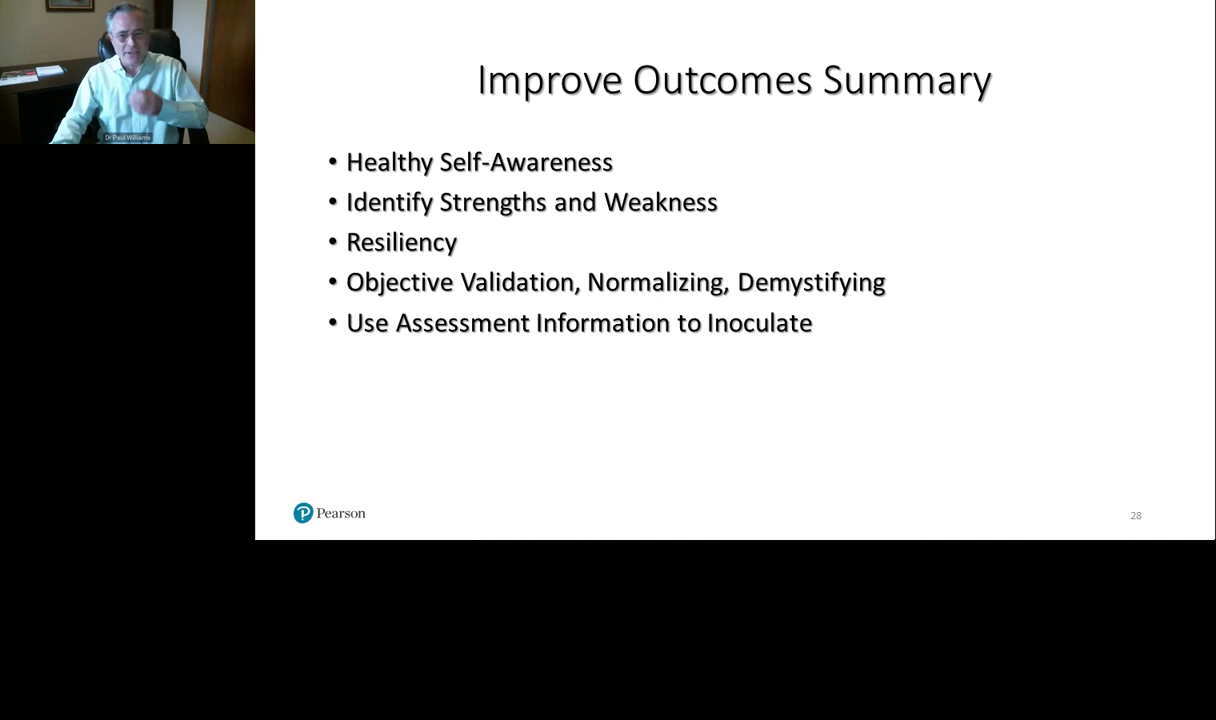 Dr Paul Williams
Improve Outcomes Summary
• Healthy Self-Awareness
• Identify Strengths and Weakness
• Resiliency
• Objective Validation, Normalizing, Demystifying
• Use Assessment Information to Inoculate
Pearson
28